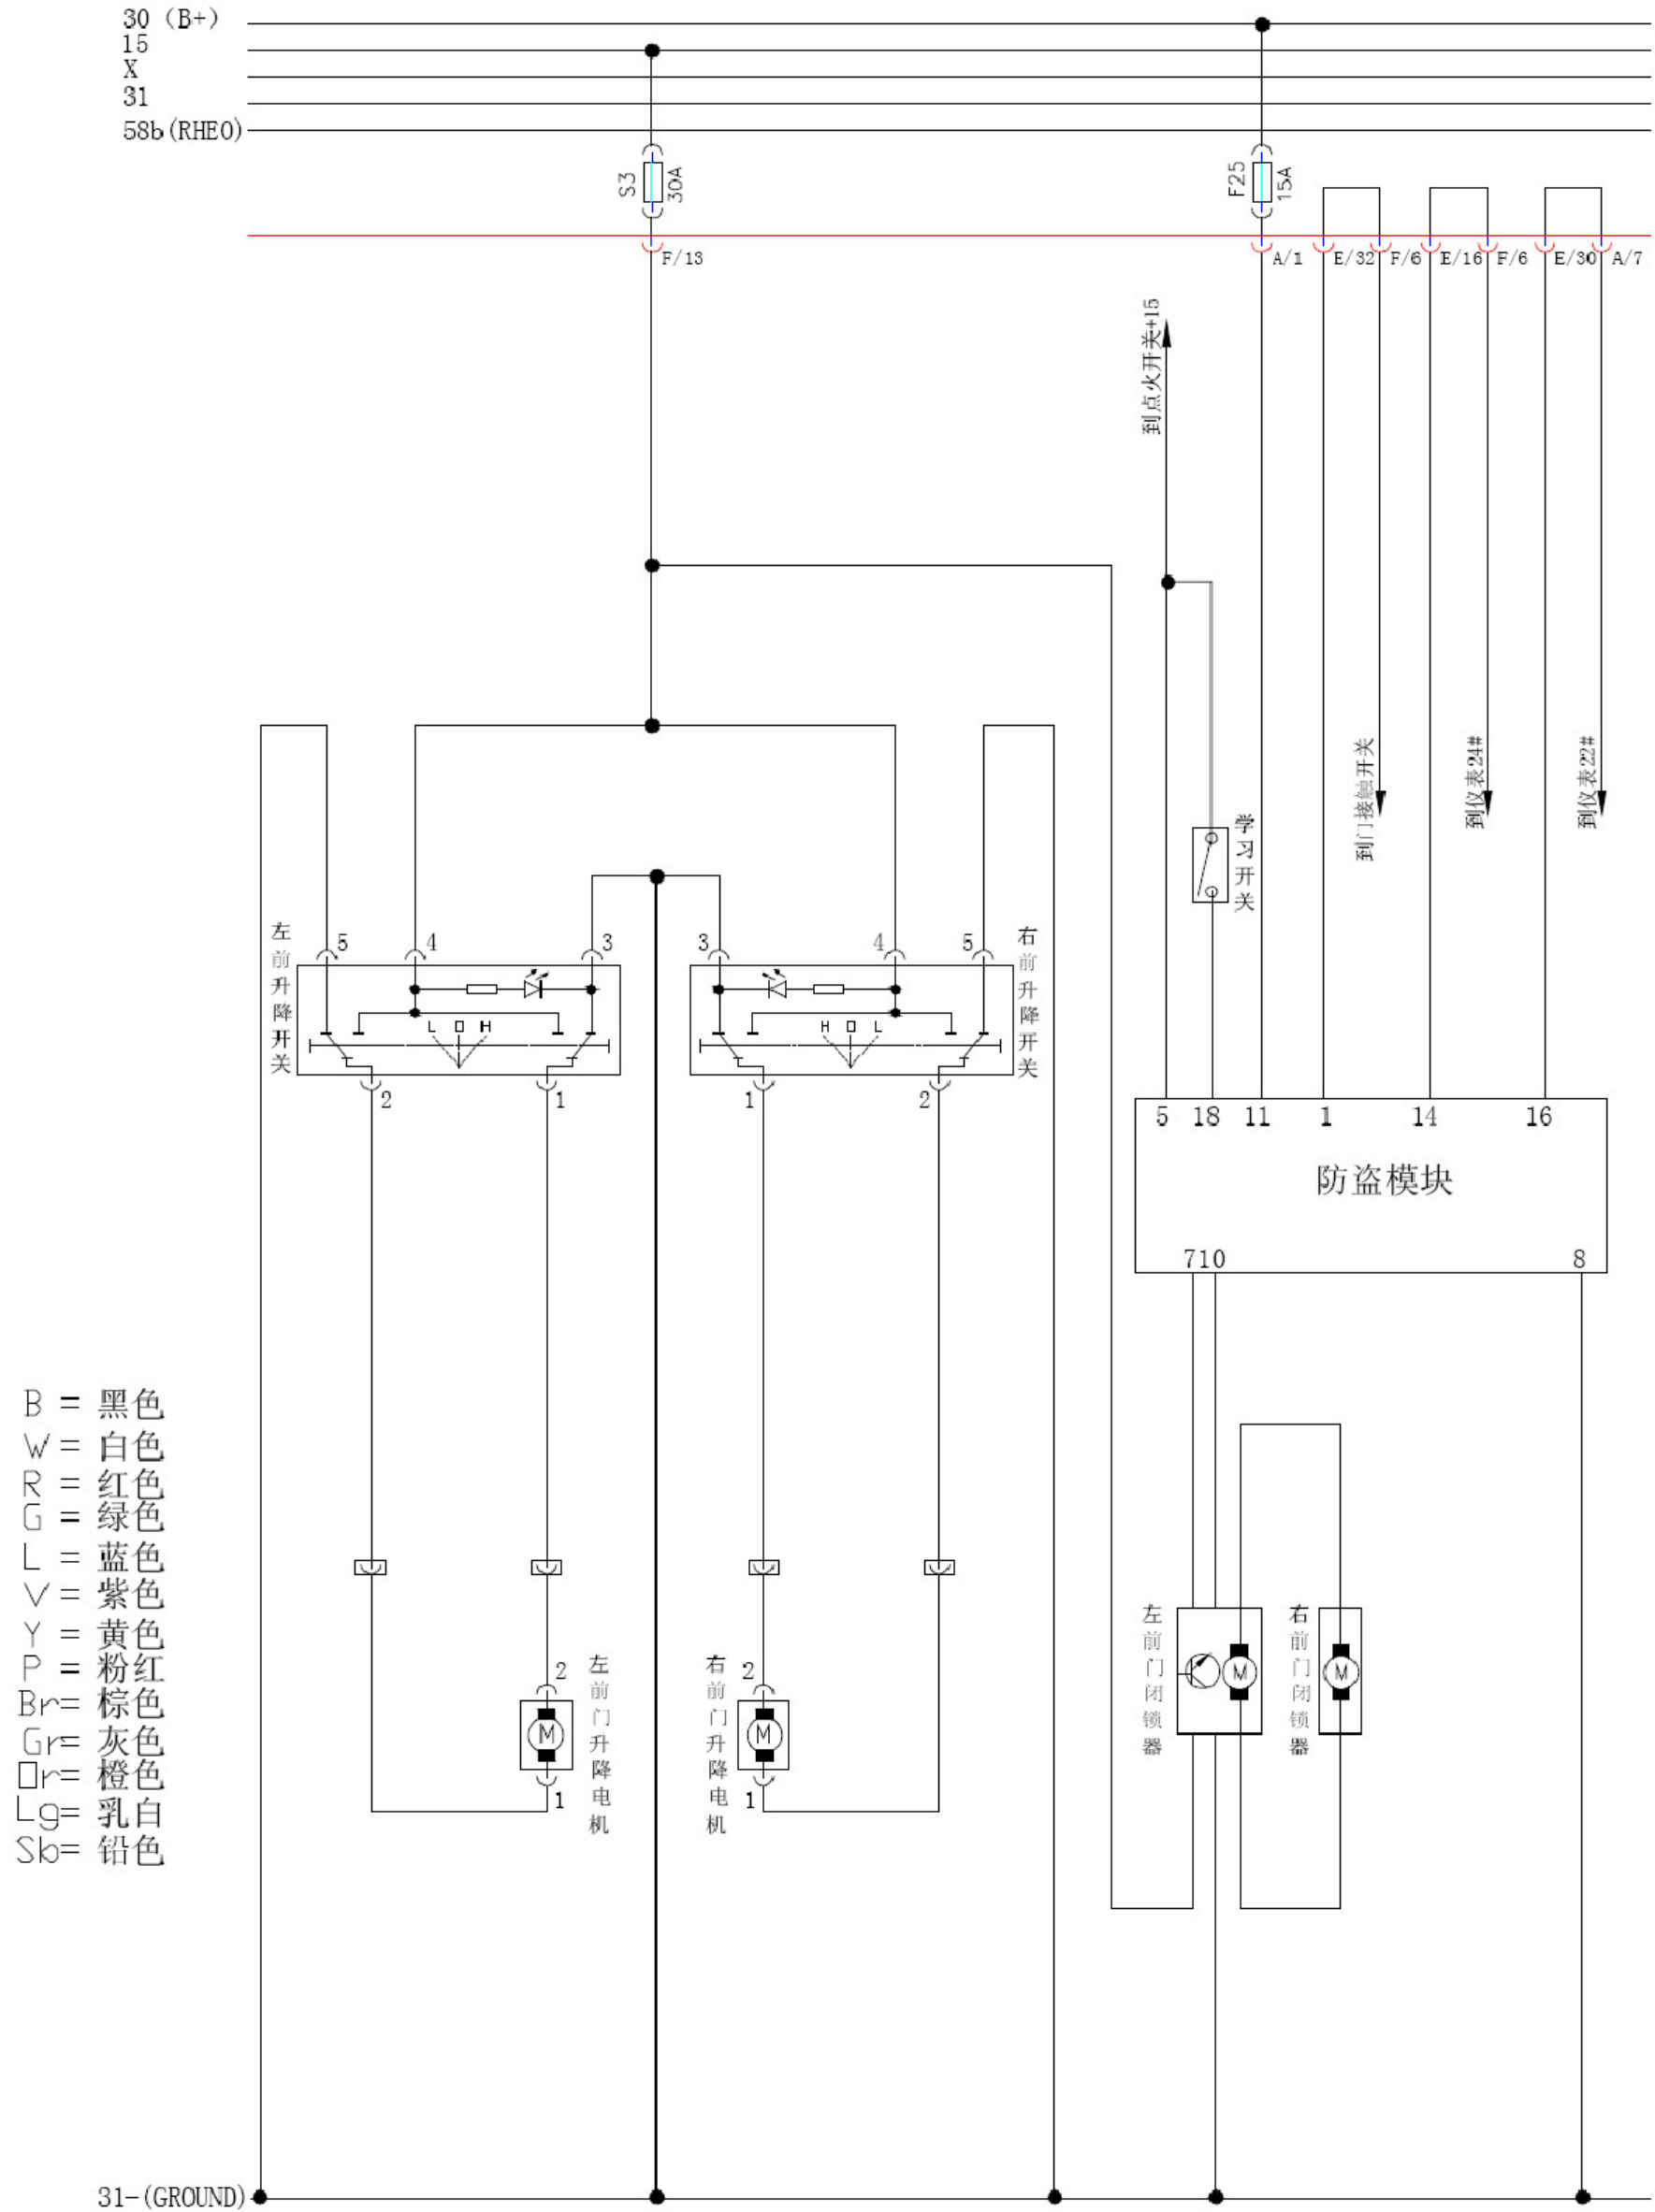 30 (B+)
15
X
31
58b(RHEO)
S3
30A
F25
15A
F/13
A/1
E/32
F/6
E/16
F/6
E/30
A/7
到点火开关+15
到门接触开关
到仪表24#
到仪表22#
学习开关
左前升降开关
5
4
3
L O H
2
1
3
4
5
H O L
1
2
右前升降开关
5 18 11 1 14 16
防盗模块
710
8
B = 黑色
W = 白色
R = 红色
G = 绿色
L = 蓝色
V = 紫色
Y = 黄色
P = 粉红
Br= 棕色
Gr= 灰色
Or= 橙色
Lg= 乳白
Sb= 铅色
2
M
1
左前门升降电机
右前门升降电机
2
M
1
左前门闭锁器
M
右前门闭锁器
M
31-(GROUND)